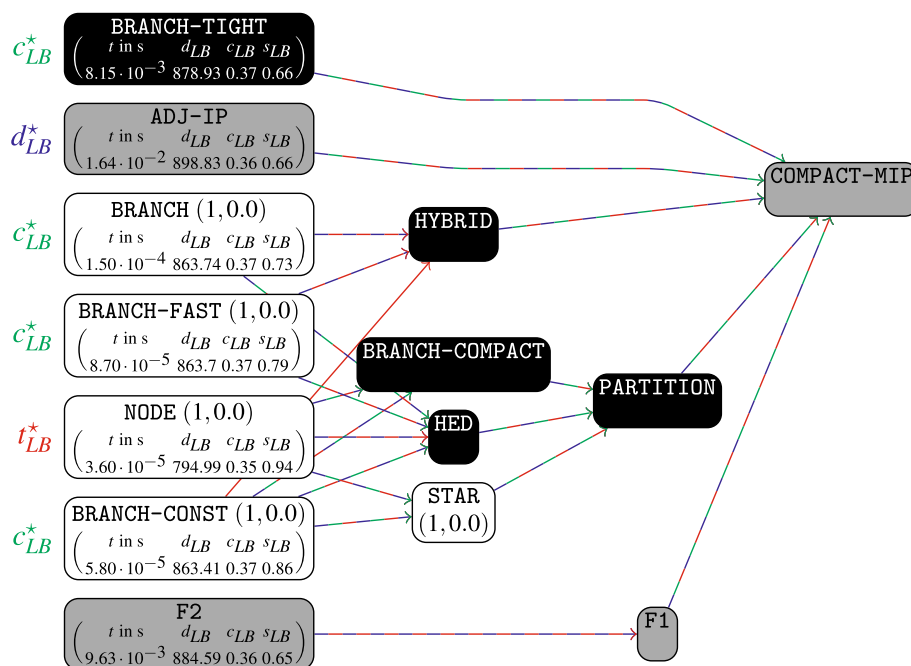 c*LB
BRANCH-TIGHT
t in s dLB cLB sLB
8.15·10−3 878.93 0.37 0.66
d*LB
ADJ-IP
t in s dLB cLB sLB
1.64·10−2 898.83 0.36 0.66
COMPACT-MIP
c*LB
BRANCH (1,0.0)
t in s dLB cLB sLB
1.50·10−4 863.74 0.37 0.73
HYBRID
c*LB
BRANCH-FAST (1,0.0)
t in s dLB cLB sLB
8.70·10−5 863.7 0.37 0.79
BRANCH-COMPACT
PARTITION
t*LB
NODE (1,0.0)
t in s dLB cLB sLB
3.60·10−5 794.99 0.35 0.94
HED
STAR
(1,0.0)
c*LB
BRANCH-CONST (1,0.0)
t in s dLB cLB sLB
5.80·10−5 863.41 0.37 0.86
F2
t in s dLB cLB sLB
9.63·10−3 884.59 0.36 0.65
F1